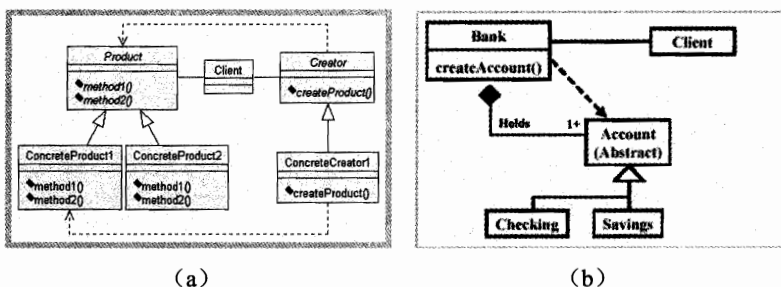 Product
method1()
method2()
Client
Creator
createProduct()
ConcreteProduct1
method1()
method2()
ConcreteProduct2
method1()
method2()
ConcreteCreator1
createProduct()
(a)
Bank
createAccount()
Client
Holds
1+
Account
(Abstract)
Checking
Savings
(b)